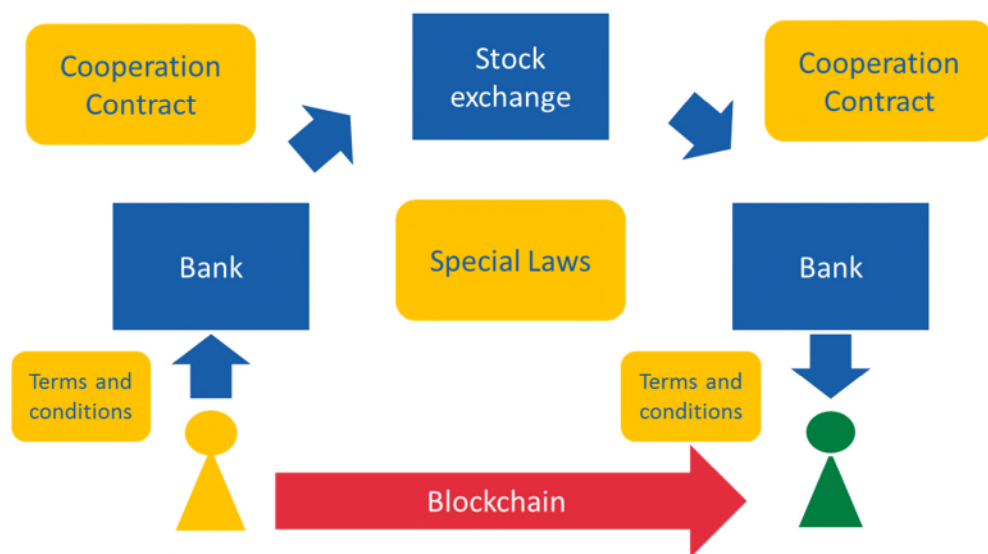 Cooperation
Contract
Stock
exchange
Cooperation
Contract
Bank
Special Laws
Bank
Terms and
conditions
Terms and
conditions
Blockchain